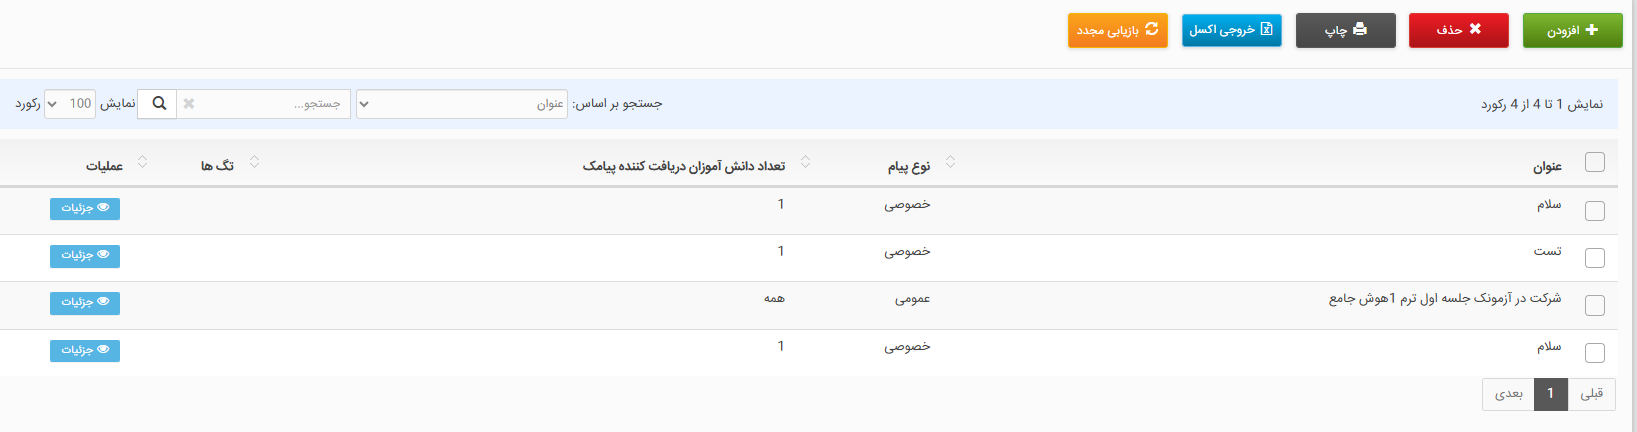 افزودن حذف چاپ خروجی اکسل بازیابی مجدد
نمایش 1 تا 4 از 4 رکورد جستجو بر اساس: عنوان جستجو... نمایش 100 رکورد
عنوان نوع پیام تعداد دانش آموزان دریافت کننده پیامک تگ ها عملیات
سلام خصوصی 1 جزئیات
تست خصوصی 1 جزئیات
شرکت در آزمونک جلسه اول ترم 1هوش جامع عمومی همه جزئیات
سلام خصوصی 1 جزئیات
قبلی 1 بعدی